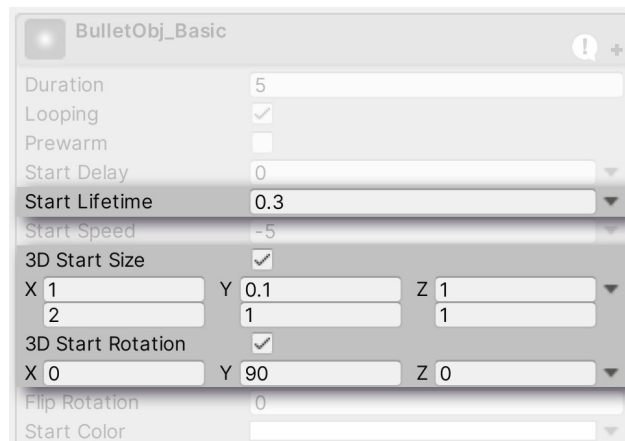 BulletObj_Basic
Duration 5
Looping
Prewarm
Start Delay 0
Start Lifetime 0.3
Start Speed -5
3D Start Size
X 1 Y 0.1 Z 1
2 1 1
3D Start Rotation
X 0 Y 90 Z 0
Flip Rotation 0
Start Color